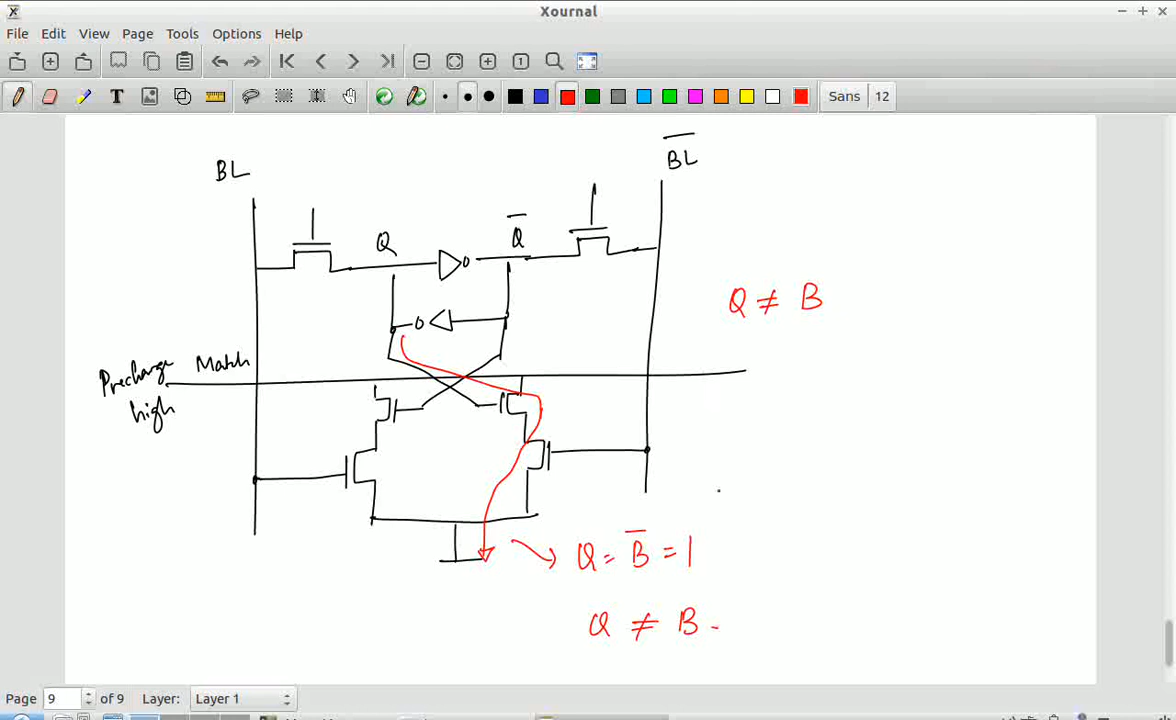 Xournal
File Edit View Page Tools Options Help
Sans 12
BL
B̅L̅
Q
Q̅
Q ≠ B
Precharge high
Match
Q = B̅ = 1
Q ≠ B
Page 9 of 9 Layer: Layer 1